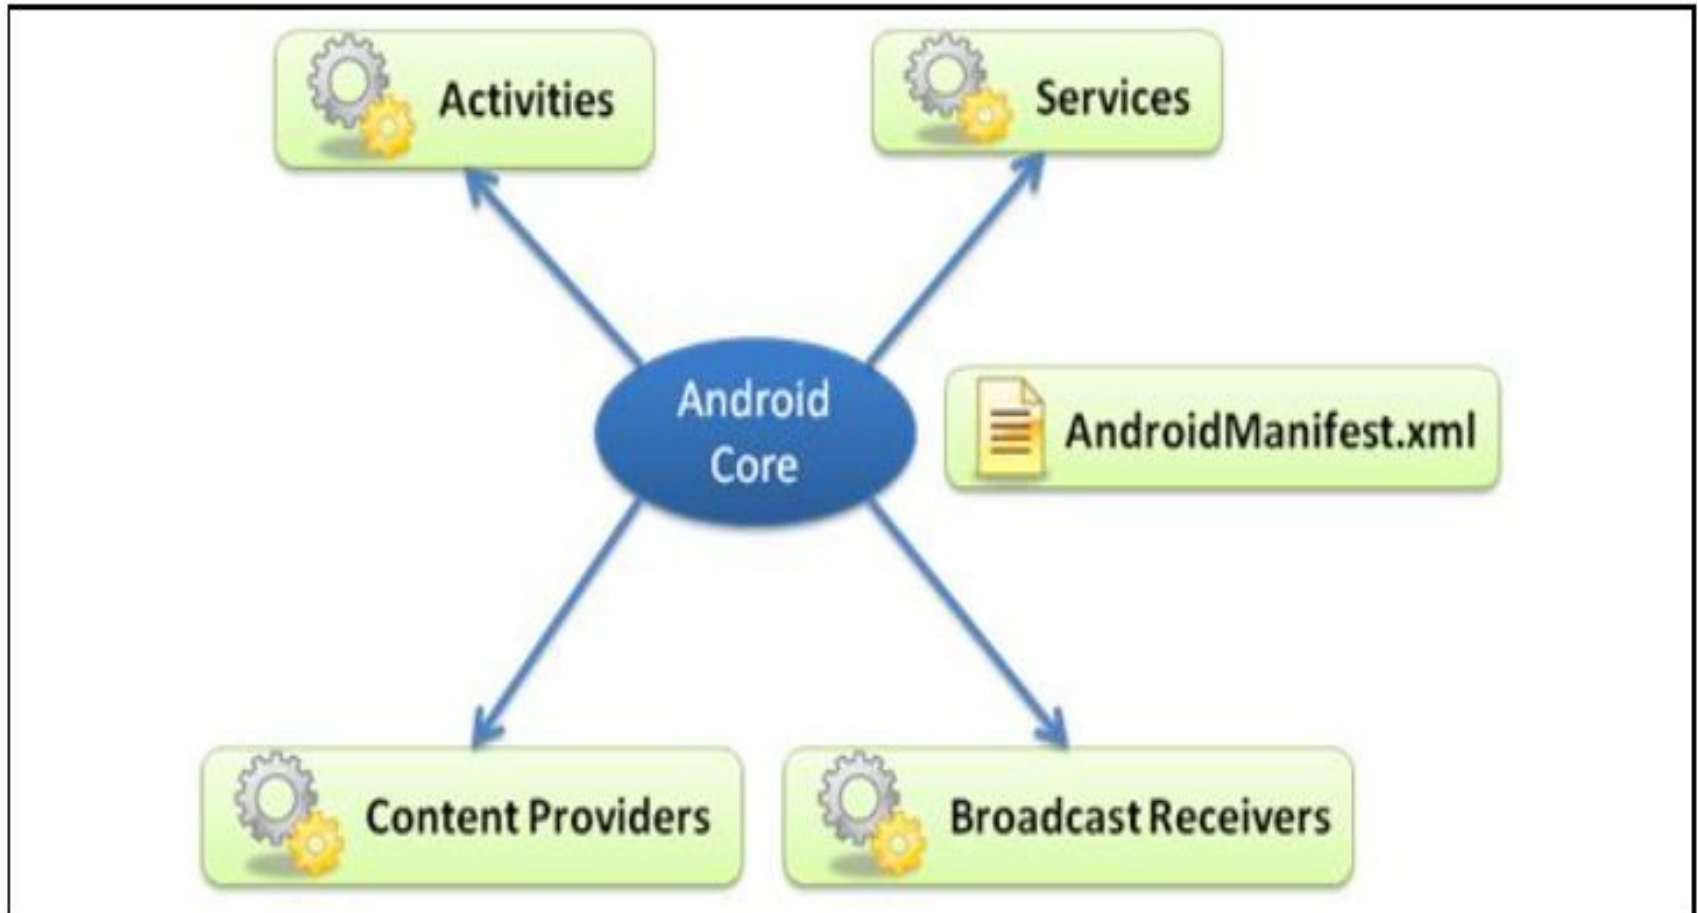 Activities
Services
Android
Core
AndroidManifest.xml
Content Providers
Broadcast Receivers